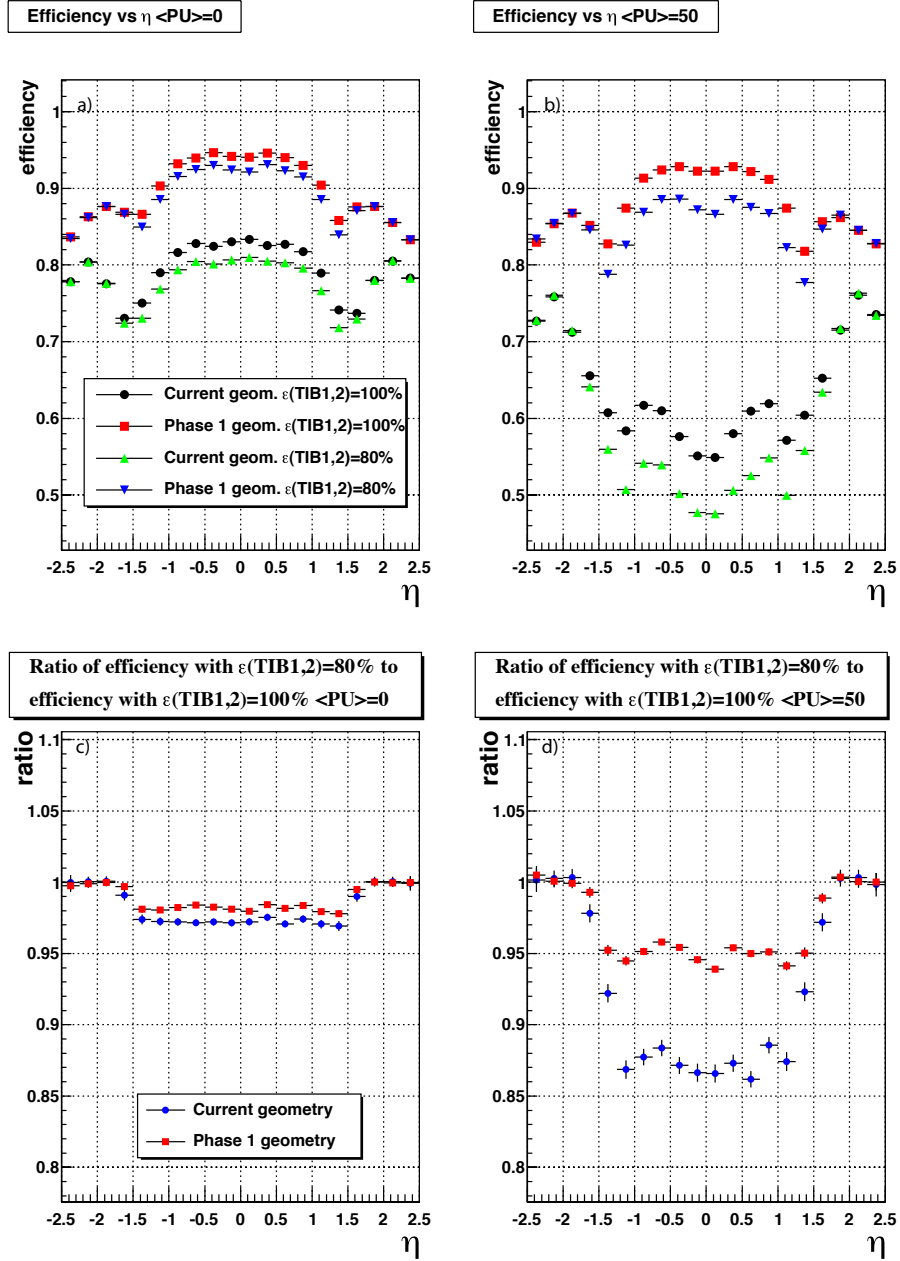 Efficiency vs η <PU>=0
Efficiency vs η <PU>=50
efficiency
a)
1
0.9
0.8
0.7
0.6
0.5
Current geom. ε(TIB1,2)=100%
Phase 1 geom. ε(TIB1,2)=100%
Current geom. ε(TIB1,2)=80%
Phase 1 geom. ε(TIB1,2)=80%
-2.5 -2 -1.5 -1 -0.5 0 0.5 1 1.5 2 2.5
η
efficiency
b)
1
0.9
0.8
0.7
0.6
0.5
-2.5 -2 -1.5 -1 -0.5 0 0.5 1 1.5 2 2.5
η
Ratio of efficiency with ε(TIB1,2)=80% to
efficiency with ε(TIB1,2)=100% <PU>=0
Ratio of efficiency with ε(TIB1,2)=80% to
efficiency with ε(TIB1,2)=100% <PU>=50
ratio
c)
1.1
1.05
1
0.95
0.9
0.85
0.8
Current geometry
Phase 1 geometry
-2.5 -2 -1.5 -1 -0.5 0 0.5 1 1.5 2 2.5
η
ratio
d)
1.1
1.05
1
0.95
0.9
0.85
0.8
-2.5 -2 -1.5 -1 -0.5 0 0.5 1 1.5 2 2.5
η